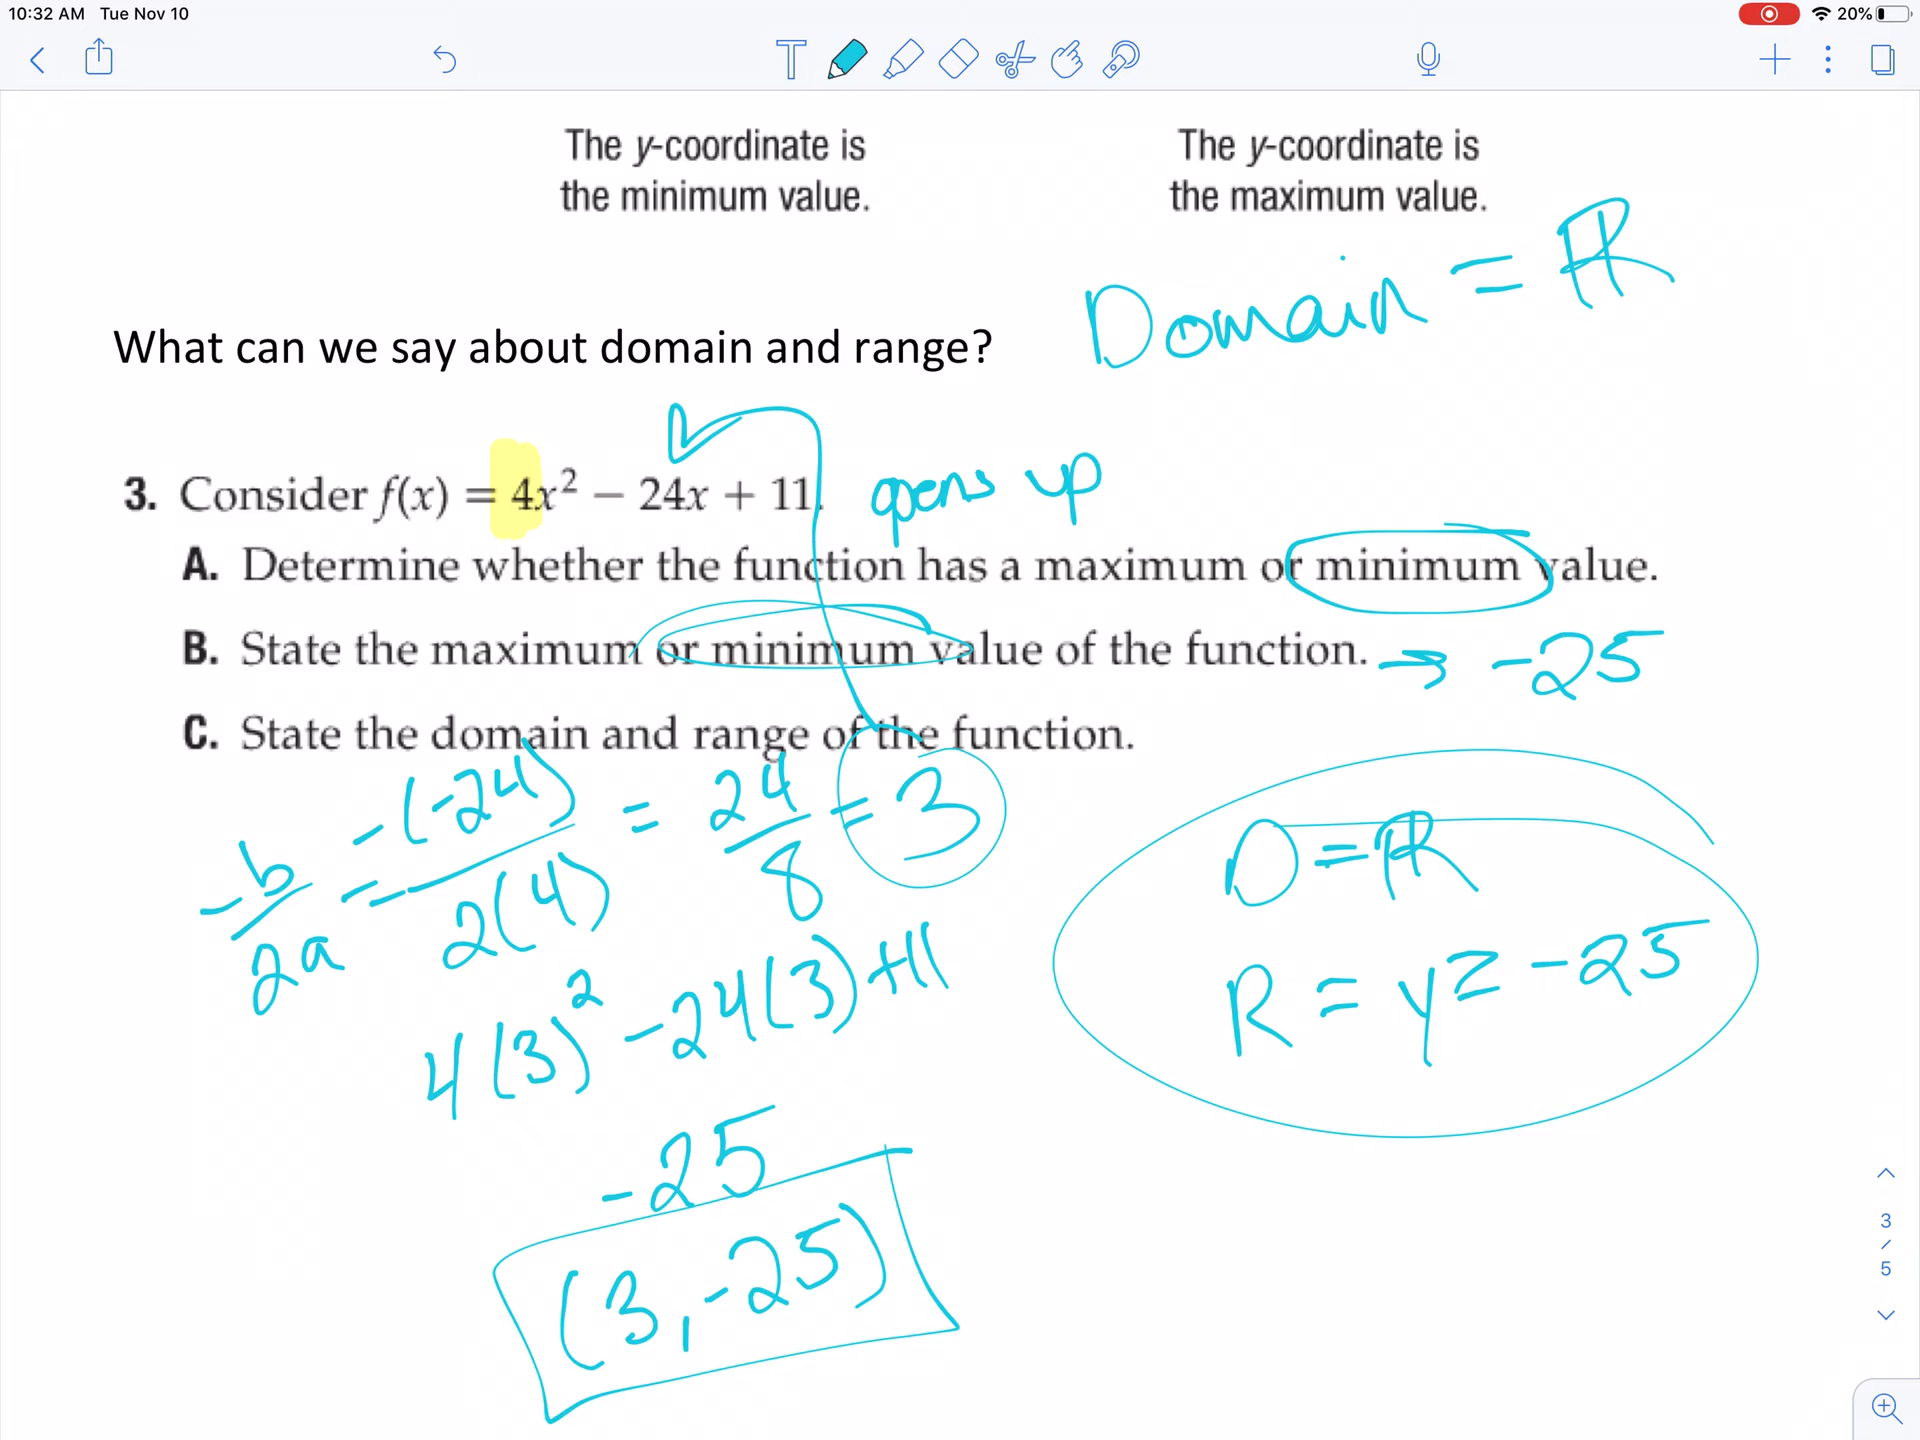 10:32 AM Tue Nov 10
20%
T
The y-coordinate is
the minimum value.
The y-coordinate is
the maximum value.
Domain = ℝ
What can we say about domain and range?
3. Consider f(x) = 4x² − 24x + 11.
opens up
A. Determine whether the function has a maximum or minimum value.
B. State the maximum or minimum value of the function. → -25
C. State the domain and range of the function.
-b/2a = -(-24)/2(4) = 24/8 = 3
4(3)² - 24(3) + 11
-25
(3, -25)
D = ℝ
R = y ≥ -25
3
/
5